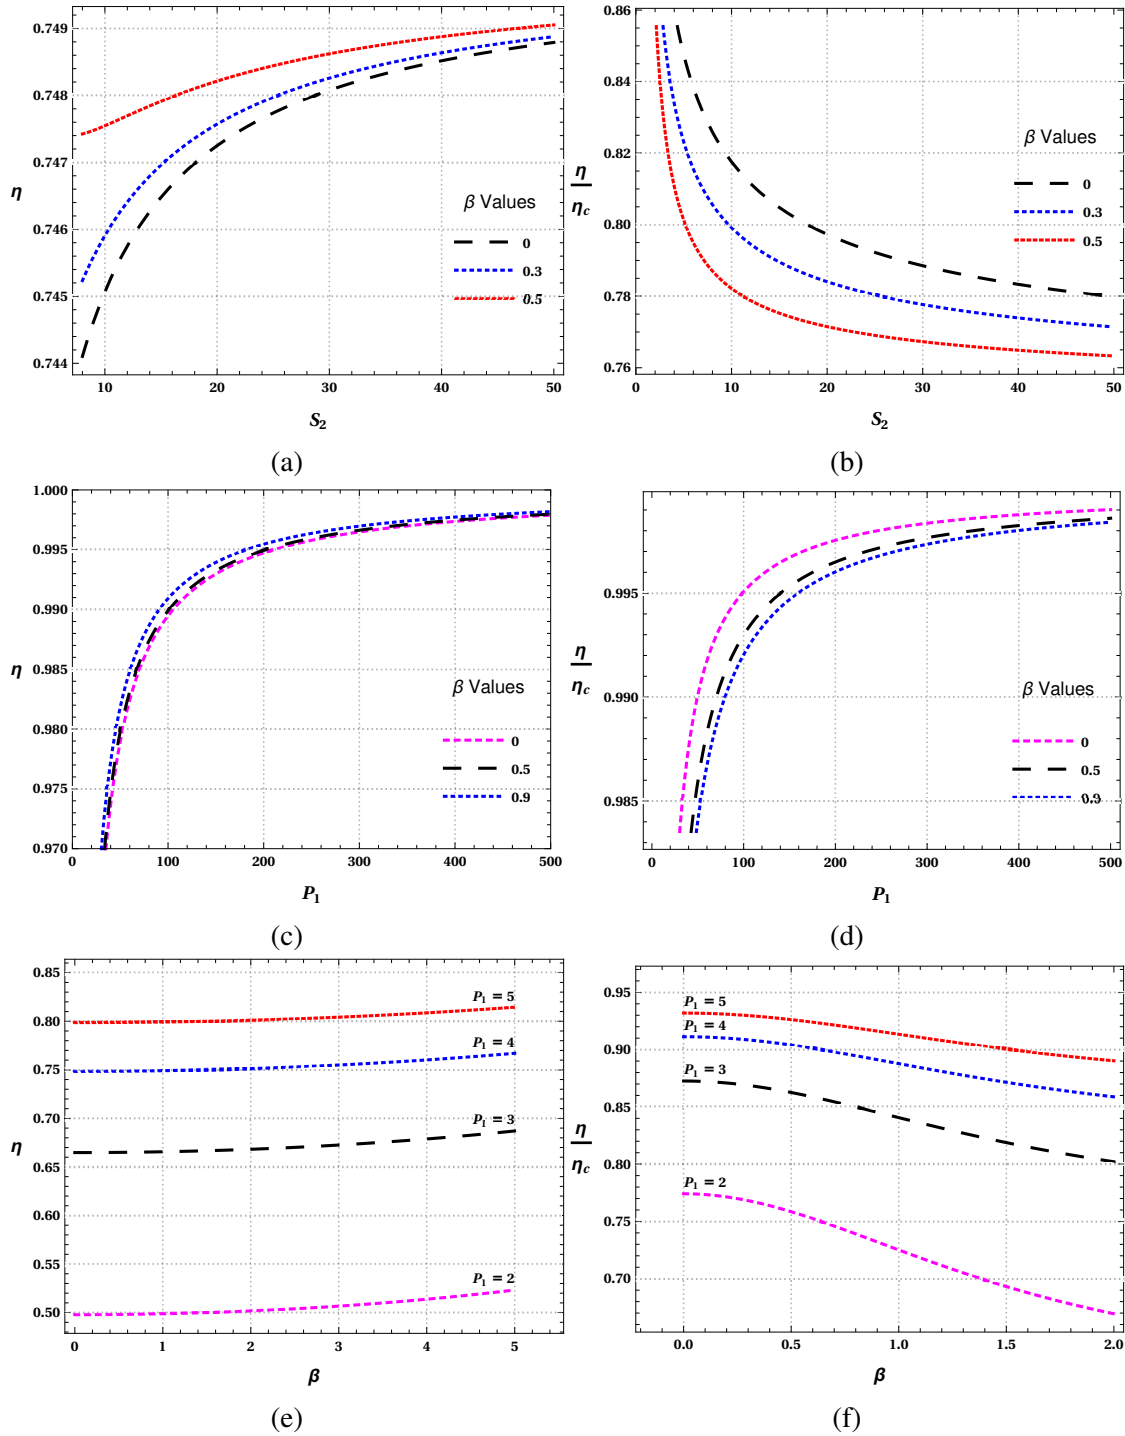 0.749
0.748
0.747
0.746
0.745
0.744
η
β Values
0
0.3
0.5
10 20 30 40 50
S₂
(a)
0.86
0.84
0.82
0.80
0.78
0.76
η
ηc
β Values
0
0.3
0.5
0 10 20 30 40 50
S₂
(b)
1.000
0.995
0.990
0.985
0.980
0.975
0.970
η
β Values
0
0.5
0.9
0 100 200 300 400 500
P₁
(c)
0.995
0.990
0.985
η
ηc
β Values
0
0.5
0.9
0 100 200 300 400 500
P₁
(d)
0.85
0.80
0.75
0.70
0.65
0.60
0.55
0.50
η
P₁ = 5
P₁ = 4
P₁ = 3
P₁ = 2
0 1 2 3 4 5
β
(e)
0.95
0.90
0.85
0.80
0.75
0.70
η
ηc
P₁ = 5
P₁ = 4
P₁ = 3
P₁ = 2
0.0 0.5 1.0 1.5 2.0
β
(f)